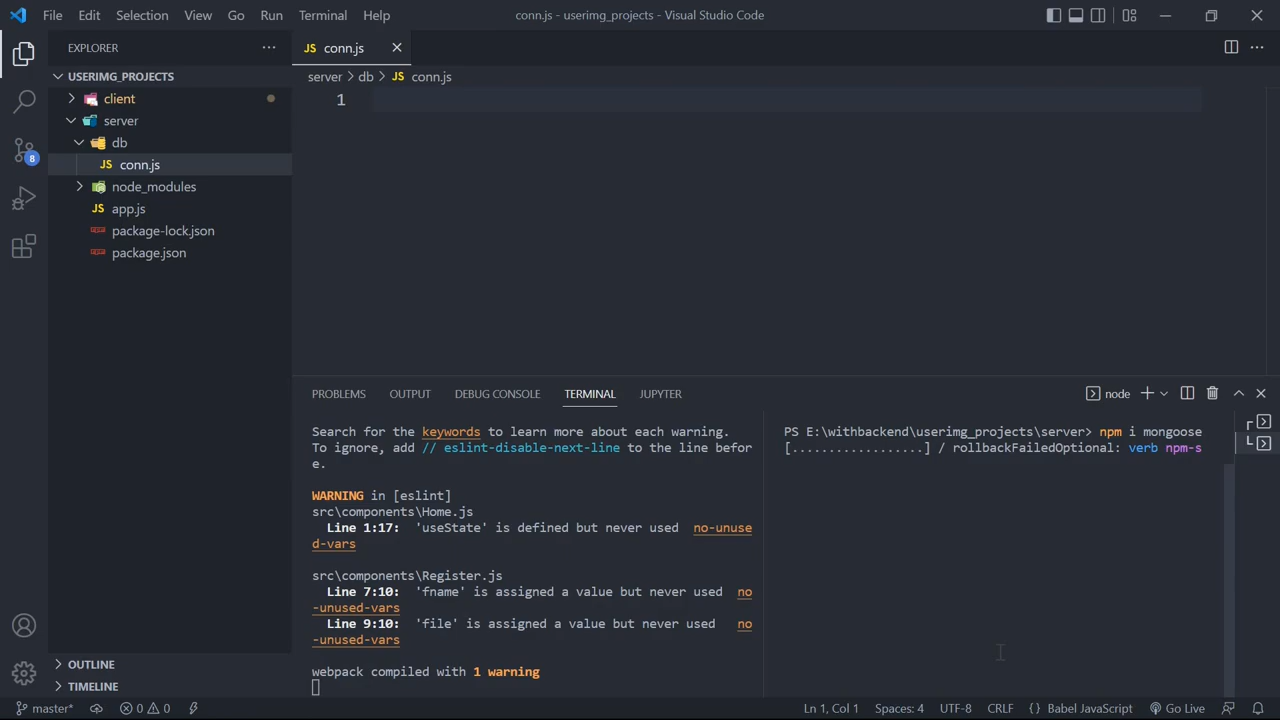 File Edit Selection View Go Run Terminal Help
conn.js - userimg_projects - Visual Studio Code
EXPLORER
JS conn.js
USERIMG_PROJECTS
server > db > JS conn.js
client
1
server
db
JS conn.js
8
node_modules
JS app.js
package-lock.json
package.json
PROBLEMS OUTPUT DEBUG CONSOLE TERMINAL JUPYTER
node
Search for the keywords to learn more about each warning.
To ignore, add // eslint-disable-next-line to the line befor
e.
WARNING in [eslint]
src\components\Home.js
Line 1:17: 'useState' is defined but never used no-unuse
d-vars
src\components\Register.js
Line 7:10: 'fname' is assigned a value but never used no
-unused-vars
Line 9:10: 'file' is assigned a value but never used no
-unused-vars
webpack compiled with 1 warning
PS E:\withbackend\userimg_projects\server> npm i mongoose
[..................] / rollbackFailedOptional: verb npm-s
OUTLINE
TIMELINE
master* 0 0
Ln 1, Col 1 Spaces: 4 UTF-8 CRLF {} Babel JavaScript Go Live